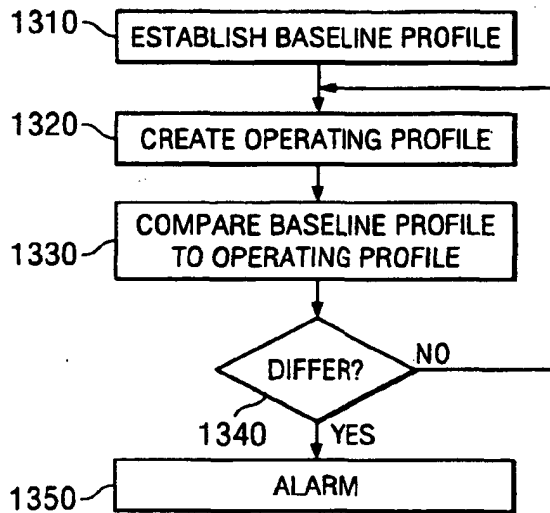 1310
ESTABLISH BASELINE PROFILE
1320
CREATE OPERATING PROFILE
1330
COMPARE BASELINE PROFILE
TO OPERATING PROFILE
DIFFER?
NO
1340
YES
1350
ALARM